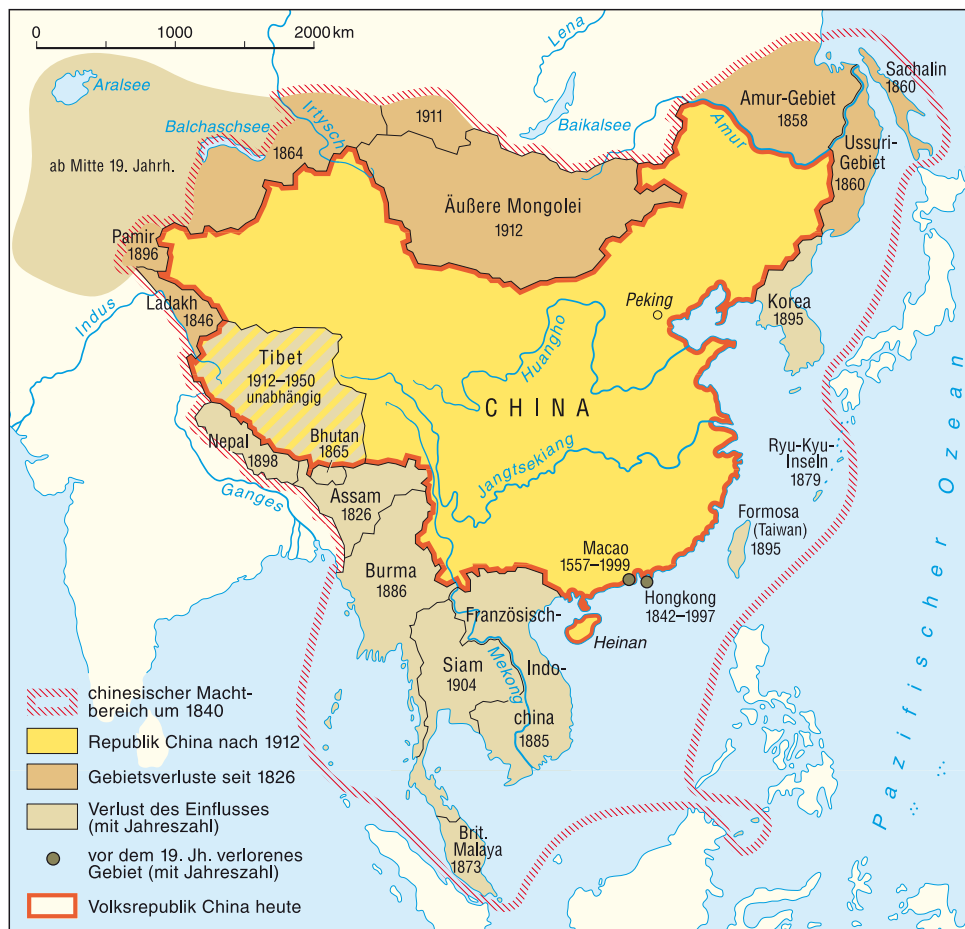 0 1000 2000 km
Lena
Aralsee
Sachalin
1860
Irtysch
1911
Amur-Gebiet
1858
Balchaschsee
Baikalsee
Amur
1864
Ussuri-
Gebiet
1860
ab Mitte 19. Jahrh.
Äußere Mongolei
1912
Pamir
1896
Peking
Korea
1895
Ladakh
1846
Indus
Huangho
Tibet
1912–1950
unabhängig
CHINA
Bhutan
1865
Nepal
1898
Jangtsekiang
Ryu-Kyu-
Inseln
1879
Ganges
Assam
1826
Formosa
(Taiwan)
1895
Macao
1557–1999
Burma
1886
Hongkong
1842–1997
Französisch-
Heinan
Mekong
Indo-
Siam
1904
china
1885
Pazifischer Ozean
Brit.
Malaya
1873
chinesischer Macht-
bereich um 1840
Republik China nach 1912
Gebietsverluste seit 1826
Verlust des Einflusses
(mit Jahreszahl)
vor dem 19. Jh. verlorenes
Gebiet (mit Jahreszahl)
Volksrepublik China heute